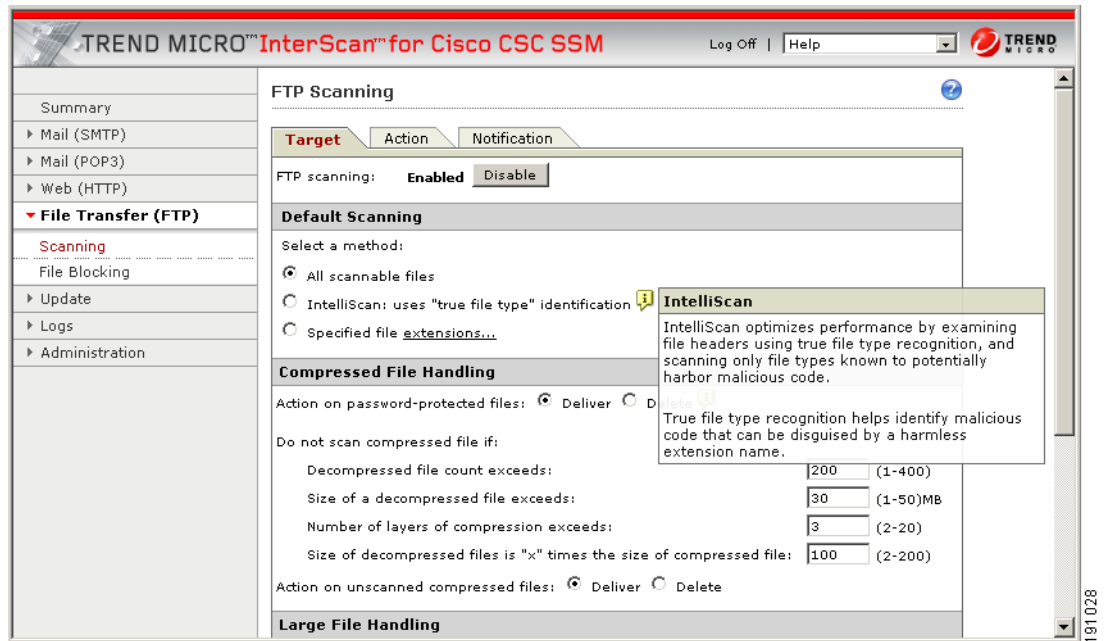 TREND MICRO™ InterScan™ for Cisco CSC SSM
Log Off | Help
TREND MICRO
Summary
Mail (SMTP)
Mail (POP3)
Web (HTTP)
File Transfer (FTP)
Scanning
File Blocking
Update
Logs
Administration
FTP Scanning
Target Action Notification
FTP scanning: Enabled Disable
Default Scanning
Select a method:
All scannable files
IntelliScan: uses "true file type" identification
Specified file extensions...
IntelliScan
IntelliScan optimizes performance by examining
file headers using true file type recognition, and
scanning only file types known to potentially
harbor malicious code.
True file type recognition helps identify malicious
code that can be disguised by a harmless
extension name.
Compressed File Handling
Action on password-protected files: Deliver Delete
Do not scan compressed file if:
Decompressed file count exceeds: 200 (1-400)
Size of a decompressed file exceeds: 30 (1-50)MB
Number of layers of compression exceeds: 3 (2-20)
Size of decompressed files is "x" times the size of compressed file: 100 (2-200)
Action on unscanned compressed files: Deliver Delete
Large File Handling
191028